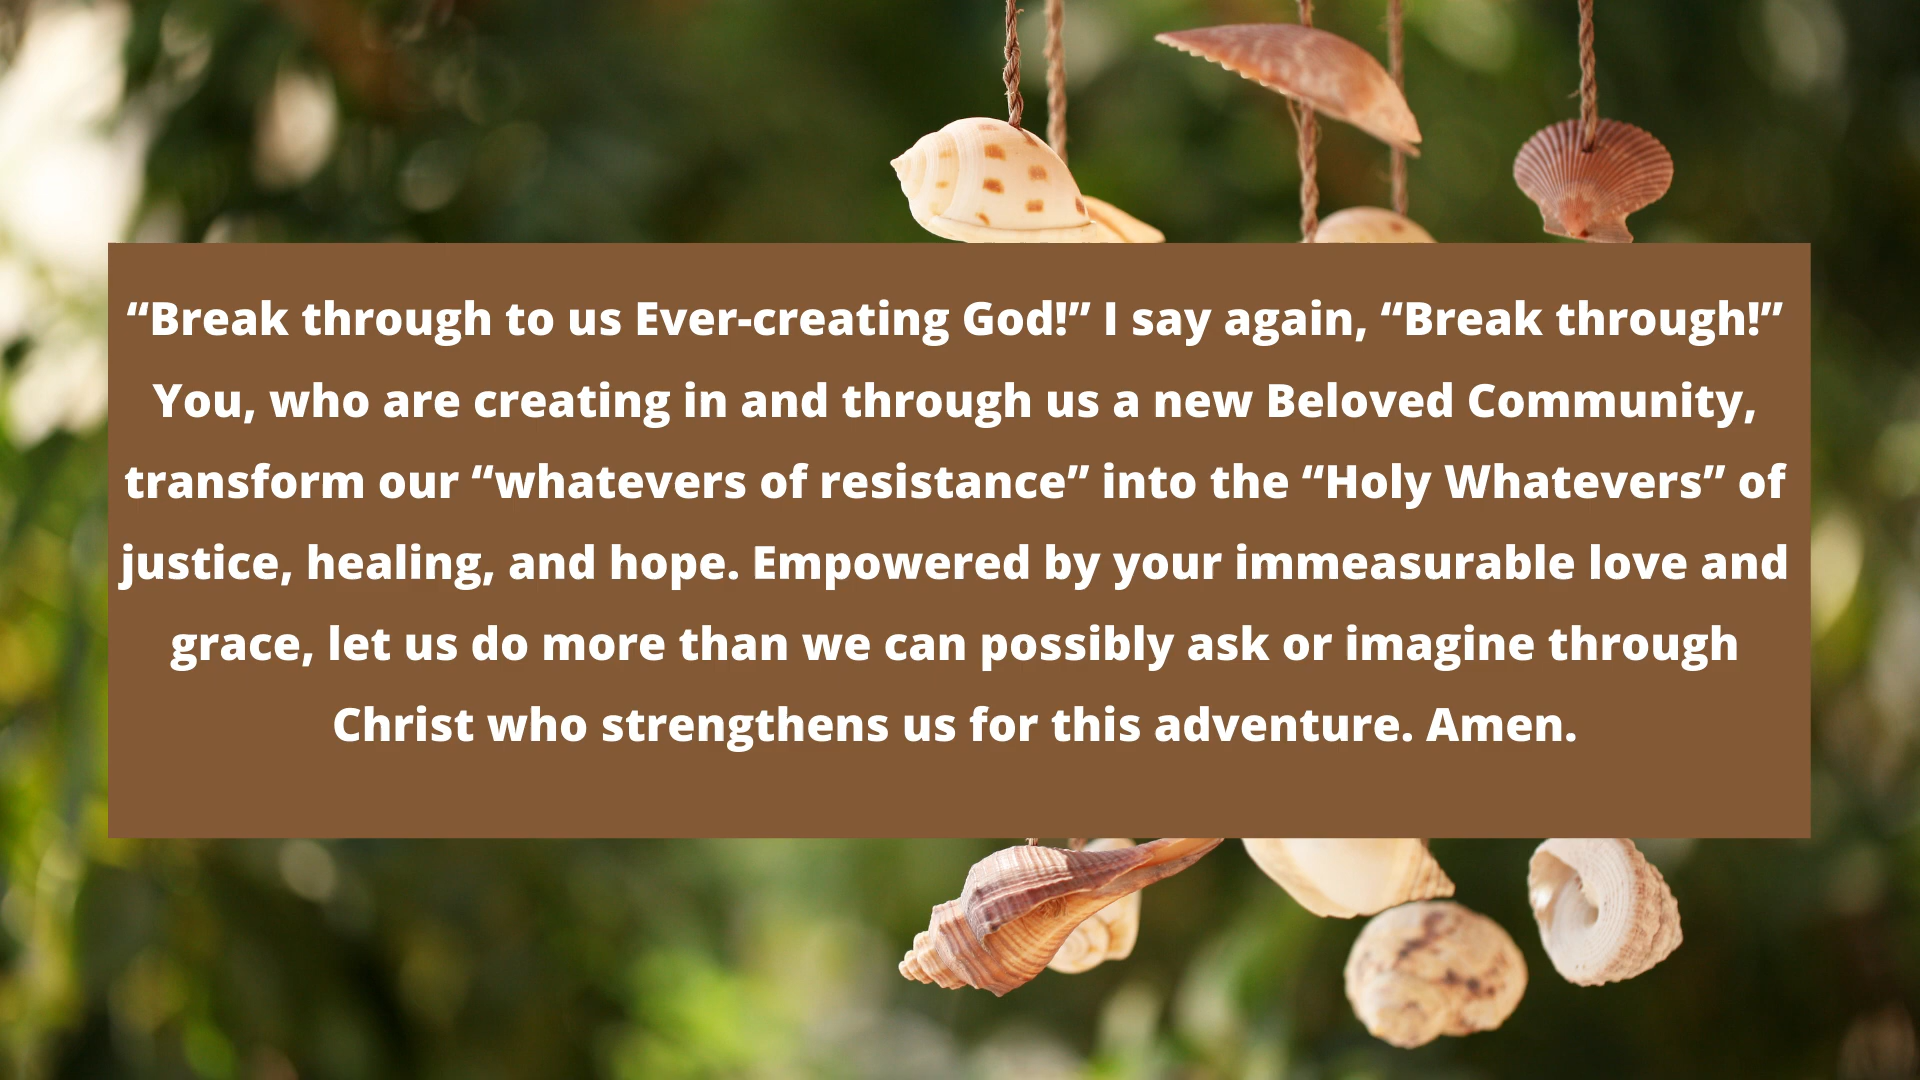 “Break through to us Ever-creating God!” I say again, “Break through!”
You, who are creating in and through us a new Beloved Community,
transform our “whatevers of resistance” into the “Holy Whatevers” of
justice, healing, and hope. Empowered by your immeasurable love and
grace, let us do more than we can possibly ask or imagine through
Christ who strengthens us for this adventure. Amen.